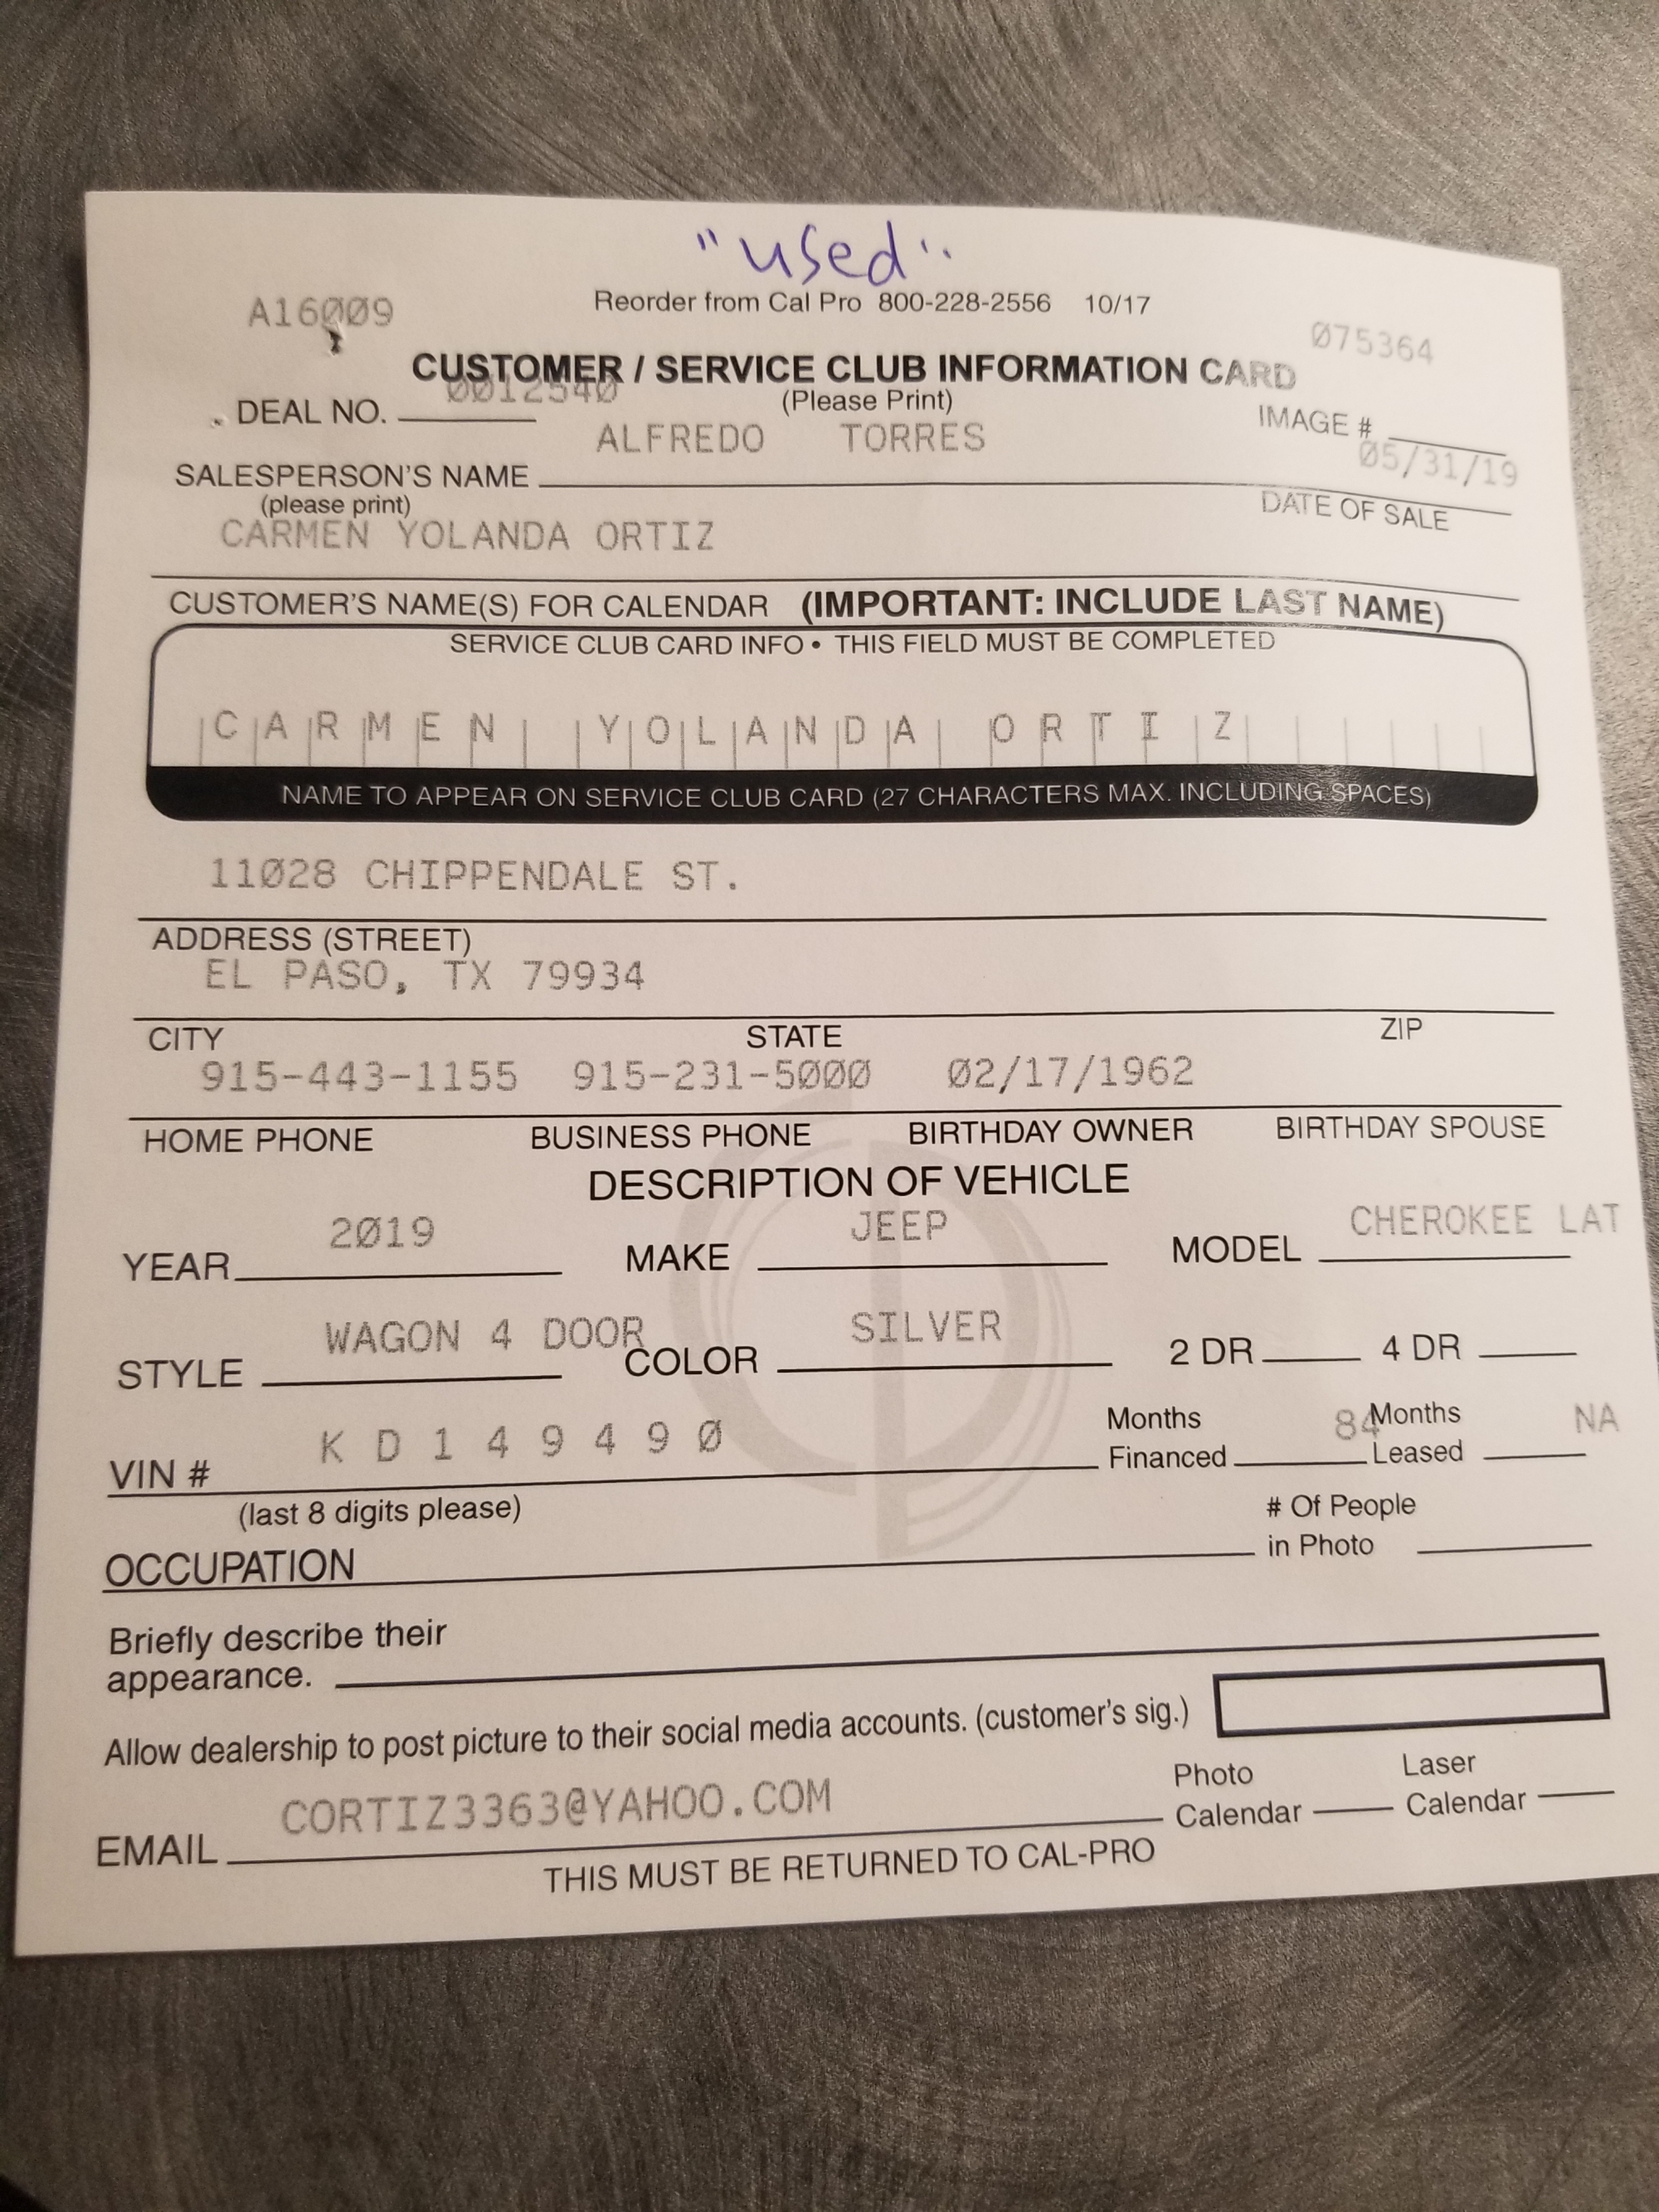 "used"
A16009 Reorder from Cal Pro 800-228-2556 10/17
075364
CUSTOMER / SERVICE CLUB INFORMATION CARD
0012540
DEAL NO. (Please Print) IMAGE #
ALFREDO TORRES 05/31/19
SALESPERSON'S NAME DATE OF SALE
(please print)
CARMEN YOLANDA ORTIZ
CUSTOMER'S NAME(S) FOR CALENDAR (IMPORTANT: INCLUDE LAST NAME)
SERVICE CLUB CARD INFO • THIS FIELD MUST BE COMPLETED
CARMEN YOLANDA ORTIZ
NAME TO APPEAR ON SERVICE CLUB CARD (27 CHARACTERS MAX. INCLUDING SPACES)
11028 CHIPPENDALE ST.
ADDRESS (STREET)
EL PASO, TX 79934
CITY STATE ZIP
915-443-1155 915-231-5000 02/17/1962
HOME PHONE BUSINESS PHONE BIRTHDAY OWNER BIRTHDAY SPOUSE
DESCRIPTION OF VEHICLE
2019 JEEP CHEROKEE LAT
YEAR MAKE MODEL
WAGON 4 DOOR SILVER
STYLE COLOR 2 DR 4 DR
K D 1 4 9 4 9 0 Months 84 Months NA
VIN # Financed Leased
(last 8 digits please) # Of People
OCCUPATION in Photo
Briefly describe their
appearance.
Allow dealership to post picture to their social media accounts. (customer's sig.)
CORTIZ3363@YAHOO.COM Photo Laser
EMAIL Calendar Calendar
THIS MUST BE RETURNED TO CAL-PRO